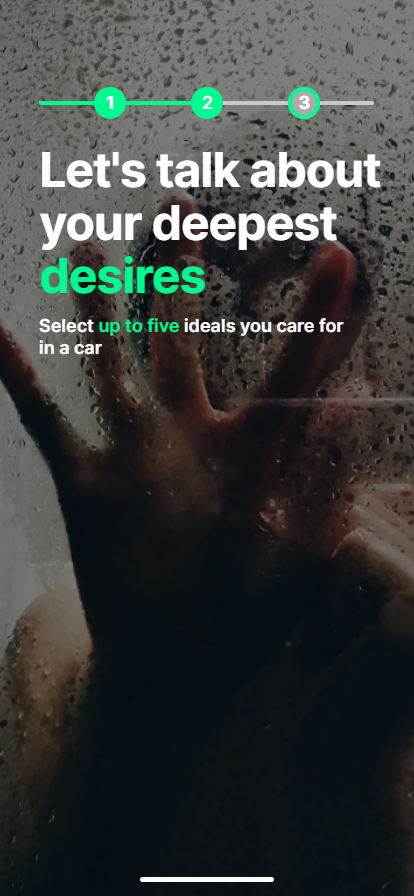 1 2 3
Let's talk about
your deepest
desires
Select up to five ideals you care for
in a car